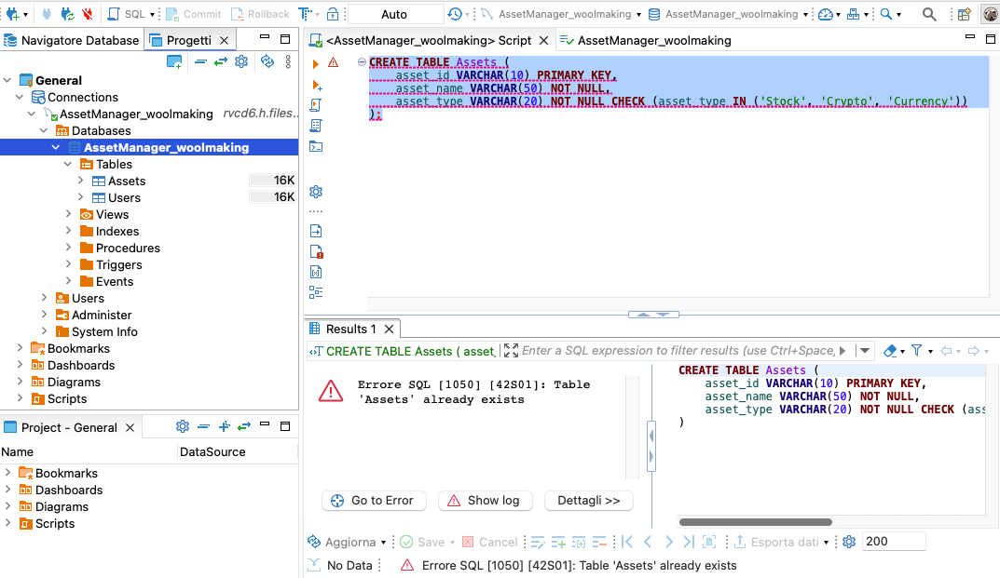 SQL
Commit
Rollback
T
Auto
AssetManager_woolmaking
AssetManager_woolmaking
Navigatore Database
Progetti
<AssetManager_woolmaking> Script
AssetManager_woolmaking
General
Connections
AssetManager_woolmaking rvcd6.h.files...
Databases
AssetManager_woolmaking
Tables
Assets 16K
Users 16K
Views
Indexes
Procedures
Triggers
Events
Users
Administer
System Info
Bookmarks
Dashboards
Diagrams
Scripts
CREATE TABLE Assets (
asset_id VARCHAR(10) PRIMARY KEY,
asset_name VARCHAR(50) NOT NULL,
asset_type VARCHAR(20) NOT NULL CHECK (asset_type IN ('Stock', 'Crypto', 'Currency'))
);
Project - General
Name DataSource
Bookmarks
Dashboards
Diagrams
Scripts
Results 1
CREATE TABLE Assets ( asset_
Enter a SQL expression to filter results (use Ctrl+Space,
Errore SQL [1050] [42S01]: Table
'Assets' already exists
Go to Error
Show log
Dettagli >>
CREATE TABLE Assets (
asset_id VARCHAR(10) PRIMARY KEY,
asset_name VARCHAR(50) NOT NULL,
asset_type VARCHAR(20) NOT NULL CHECK (ass
)
Aggiorna
Save
Cancel
Esporta dati
200
No Data
Errore SQL [1050] [42S01]: Table 'Assets' already exists